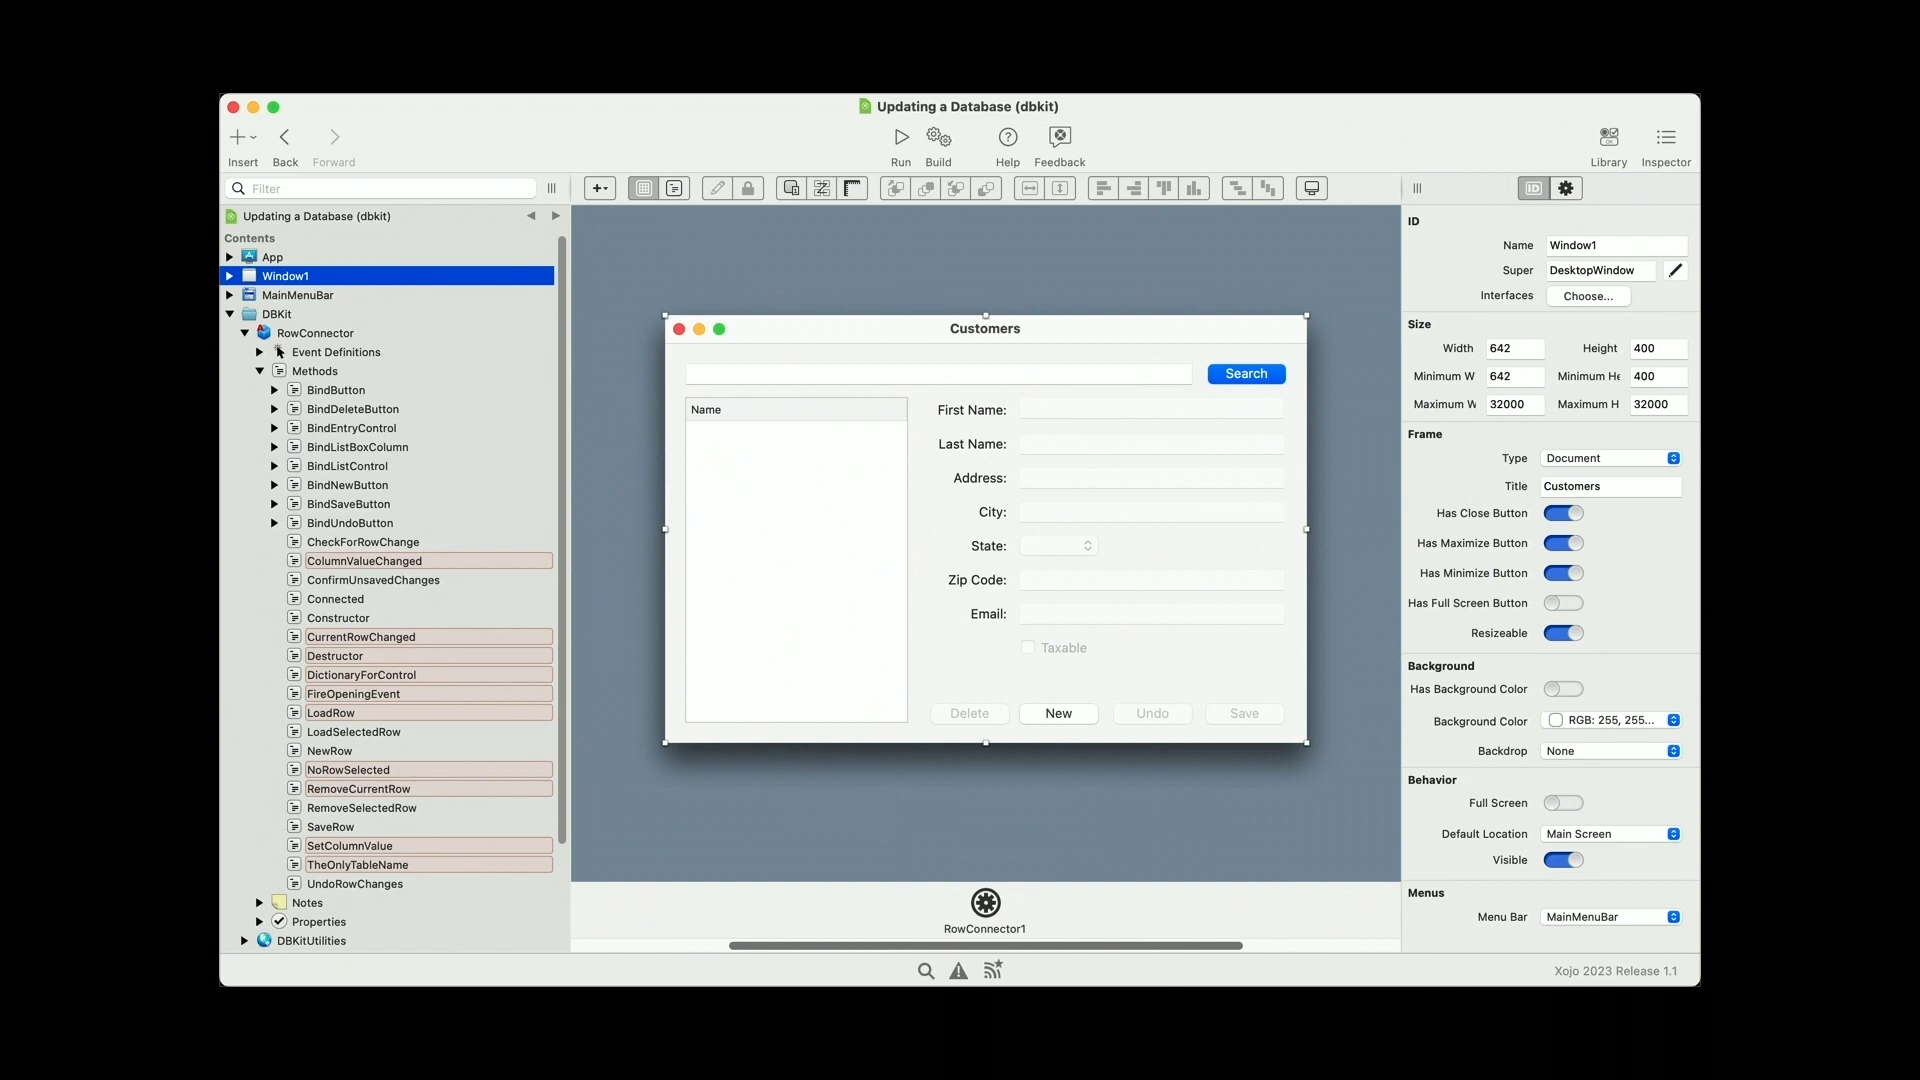 Updating a Database (dbkit)
Insert
Back
Forward
Run
Build
Help
Feedback
Library
Inspector
Filter
ID
Updating a Database (dbkit)
Contents
App
Window1
MainMenuBar
DBKit
RowConnector
Event Definitions
Methods
BindButton
BindDeleteButton
BindEntryControl
BindListBoxColumn
BindListControl
BindNewButton
BindSaveButton
BindUndoButton
CheckForRowChange
ColumnValueChanged
ConfirmUnsavedChanges
Connected
Constructor
CurrentRowChanged
Destructor
DictionaryForControl
FireOpeningEvent
LoadRow
LoadSelectedRow
NewRow
NoRowSelected
RemoveCurrentRow
RemoveSelectedRow
SaveRow
SetColumnValue
TheOnlyTableName
UndoRowChanges
Notes
Properties
DBKitUtilities
Customers
Search
Name
First Name:
Last Name:
Address:
City:
State:
Zip Code:
Email:
Taxable
Delete
New
Undo
Save
RowConnector1
ID
Name Window1
Super DesktopWindow
Interfaces Choose...
Size
Width 642 Height 400
Minimum W 642 Minimum He 400
Maximum W 32000 Maximum H 32000
Frame
Type Document
Title Customers
Has Close Button
Has Maximize Button
Has Minimize Button
Has Full Screen Button
Resizeable
Background
Has Background Color
Background Color RGB: 255, 255...
Backdrop None
Behavior
Full Screen
Default Location Main Screen
Visible
Menus
Menu Bar MainMenuBar
Xojo 2023 Release 1.1